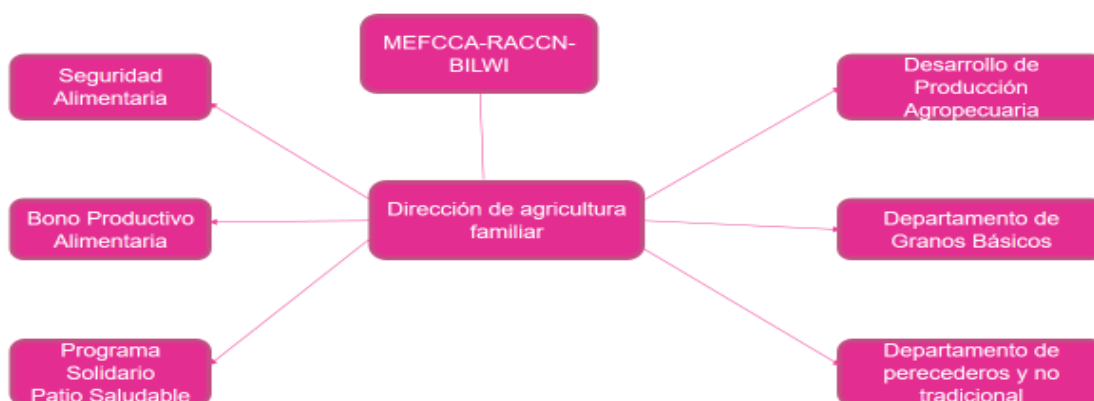 MEFCCA-RACCN-
BILWI
Seguridad
Alimentaria
Desarrollo de
Producción
Agropecuaria
Bono Productivo
Alimentaria
Dirección de agricultura
familiar
Departamento de
Granos Básicos
Programa
Solidario
Patio Saludable
Departamento de
perecederos y no
tradicional